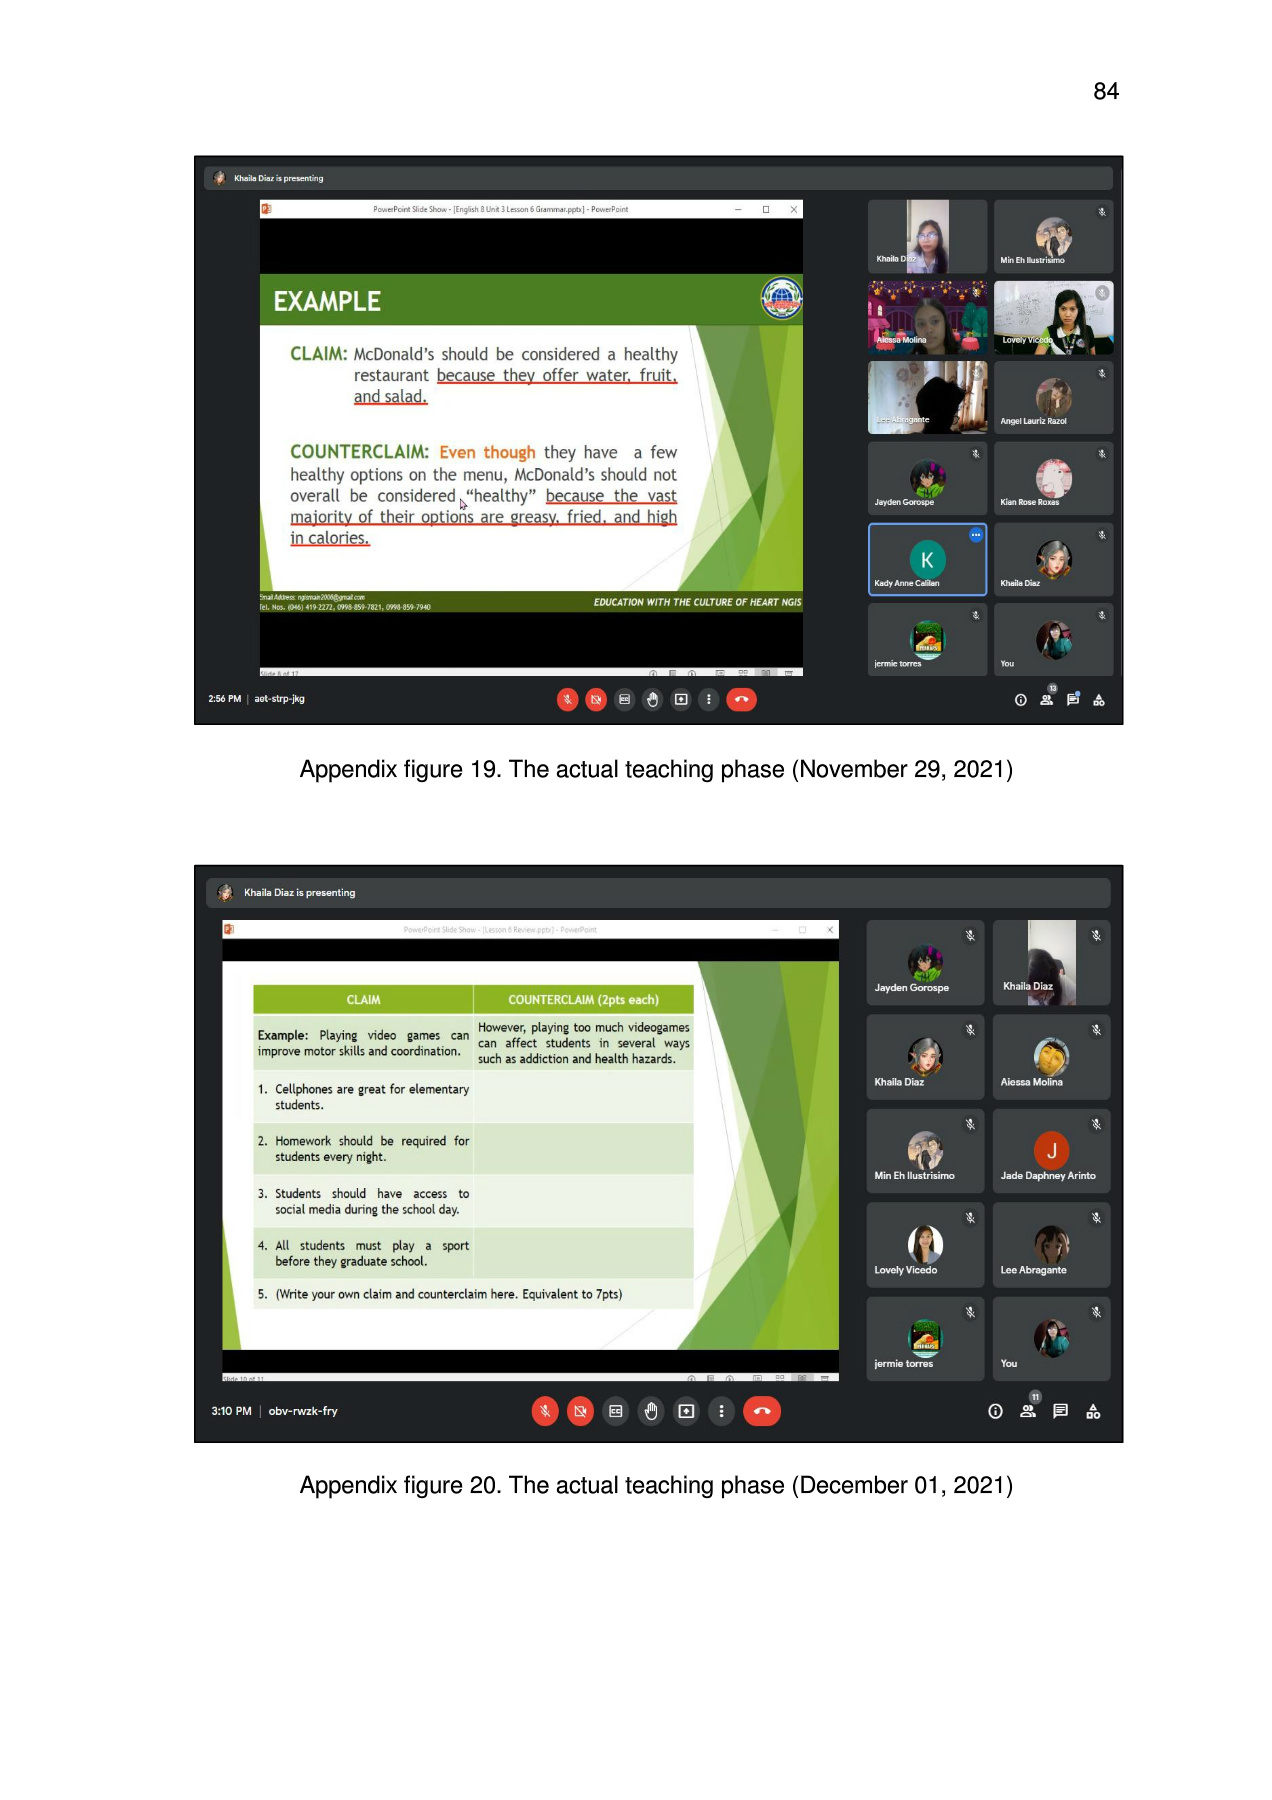 84
Khaila Diaz is presenting
PowerPoint Slide Show - [English 8 Unit 3 Lesson 6 Grammar.pptx] - PowerPoint
EXAMPLE
CLAIM: McDonald's should be considered a healthy
restaurant because they offer water, fruit,
and salad.
COUNTERCLAIM: Even though they have a few
healthy options on the menu, McDonald's should not
overall be considered "healthy" because the vast
majority of their options are greasy, fried, and high
in calories.
Email Address: ngismain2008@gmail.com
Tel. Nos. (046) 419-2272, 0998-859-7821, 0998-859-7940
EDUCATION WITH THE CULTURE OF HEART NGIS
Slide 8 of 17
Khaila Diaz
Min Eh Ilustrisimo
Alessa Molina
Lovely Vicedo
Lee Abragante
Angel Lauriz Razol
Jayden Gorospe
Kian Rose Roxas
K
Kady Anne Calilan
Khaila Diaz
jermie torres
You
2:56 PM | aet-strp-jkg
13
Appendix figure 19. The actual teaching phase (November 29, 2021)
Khaila Diaz is presenting
PowerPoint Slide Show - [Lesson 6 Review.pptx] - PowerPoint
CLAIM
COUNTERCLAIM (2pts each)
Example: Playing video games can
improve motor skills and coordination.
However, playing too much videogames
can affect students in several ways
such as addiction and health hazards.
1. Cellphones are great for elementary
students.
2. Homework should be required for
students every night.
3. Students should have access to
social media during the school day.
4. All students must play a sport
before they graduate school.
5. (Write your own claim and counterclaim here. Equivalent to 7pts)
Slide 10 of 11
Jayden Gorospe
Khaila Diaz
Khaila Diaz
Alessa Molina
Min Eh Ilustrisimo
J
Jade Daphney Arinto
Lovely Vicedo
Lee Abragante
jermie torres
You
3:10 PM | obv-rwzk-fry
11
Appendix figure 20. The actual teaching phase (December 01, 2021)